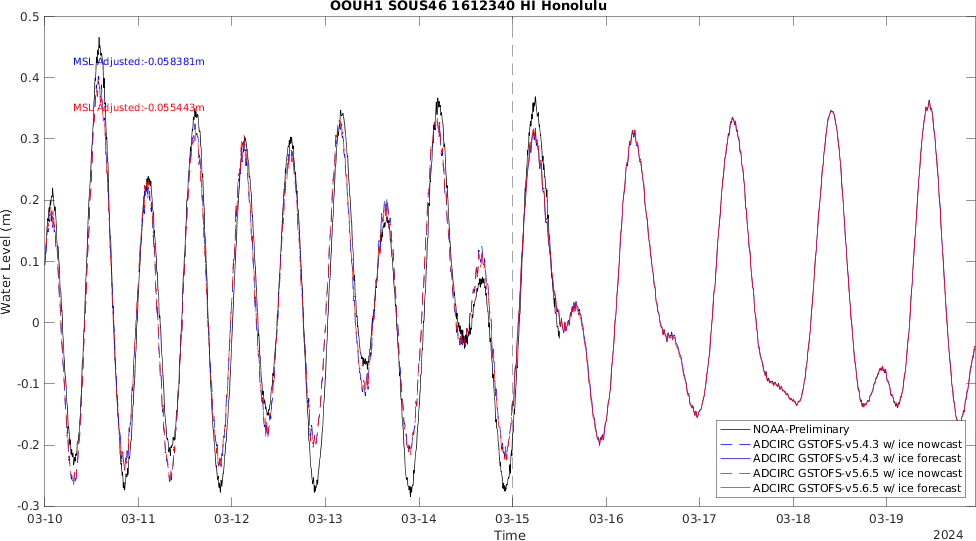 OOUH1 SOUS46 1612340 HI Honolulu
0.5
0.4
0.3
0.2
0.1
0
-0.1
-0.2
-0.3
Water Level (m)
MSL Adjusted:-0.058381m
MSL Adjusted:-0.055443m
NOAA-Preliminary
ADCIRC GSTOFS-v5.4.3 w/ ice nowcast
ADCIRC GSTOFS-v5.4.3 w/ ice forecast
ADCIRC GSTOFS-v5.6.5 w/ ice nowcast
ADCIRC GSTOFS-v5.6.5 w/ ice forecast
03-10 03-11 03-12 03-13 03-14 03-15 03-16 03-17 03-18 03-19
Time
2024